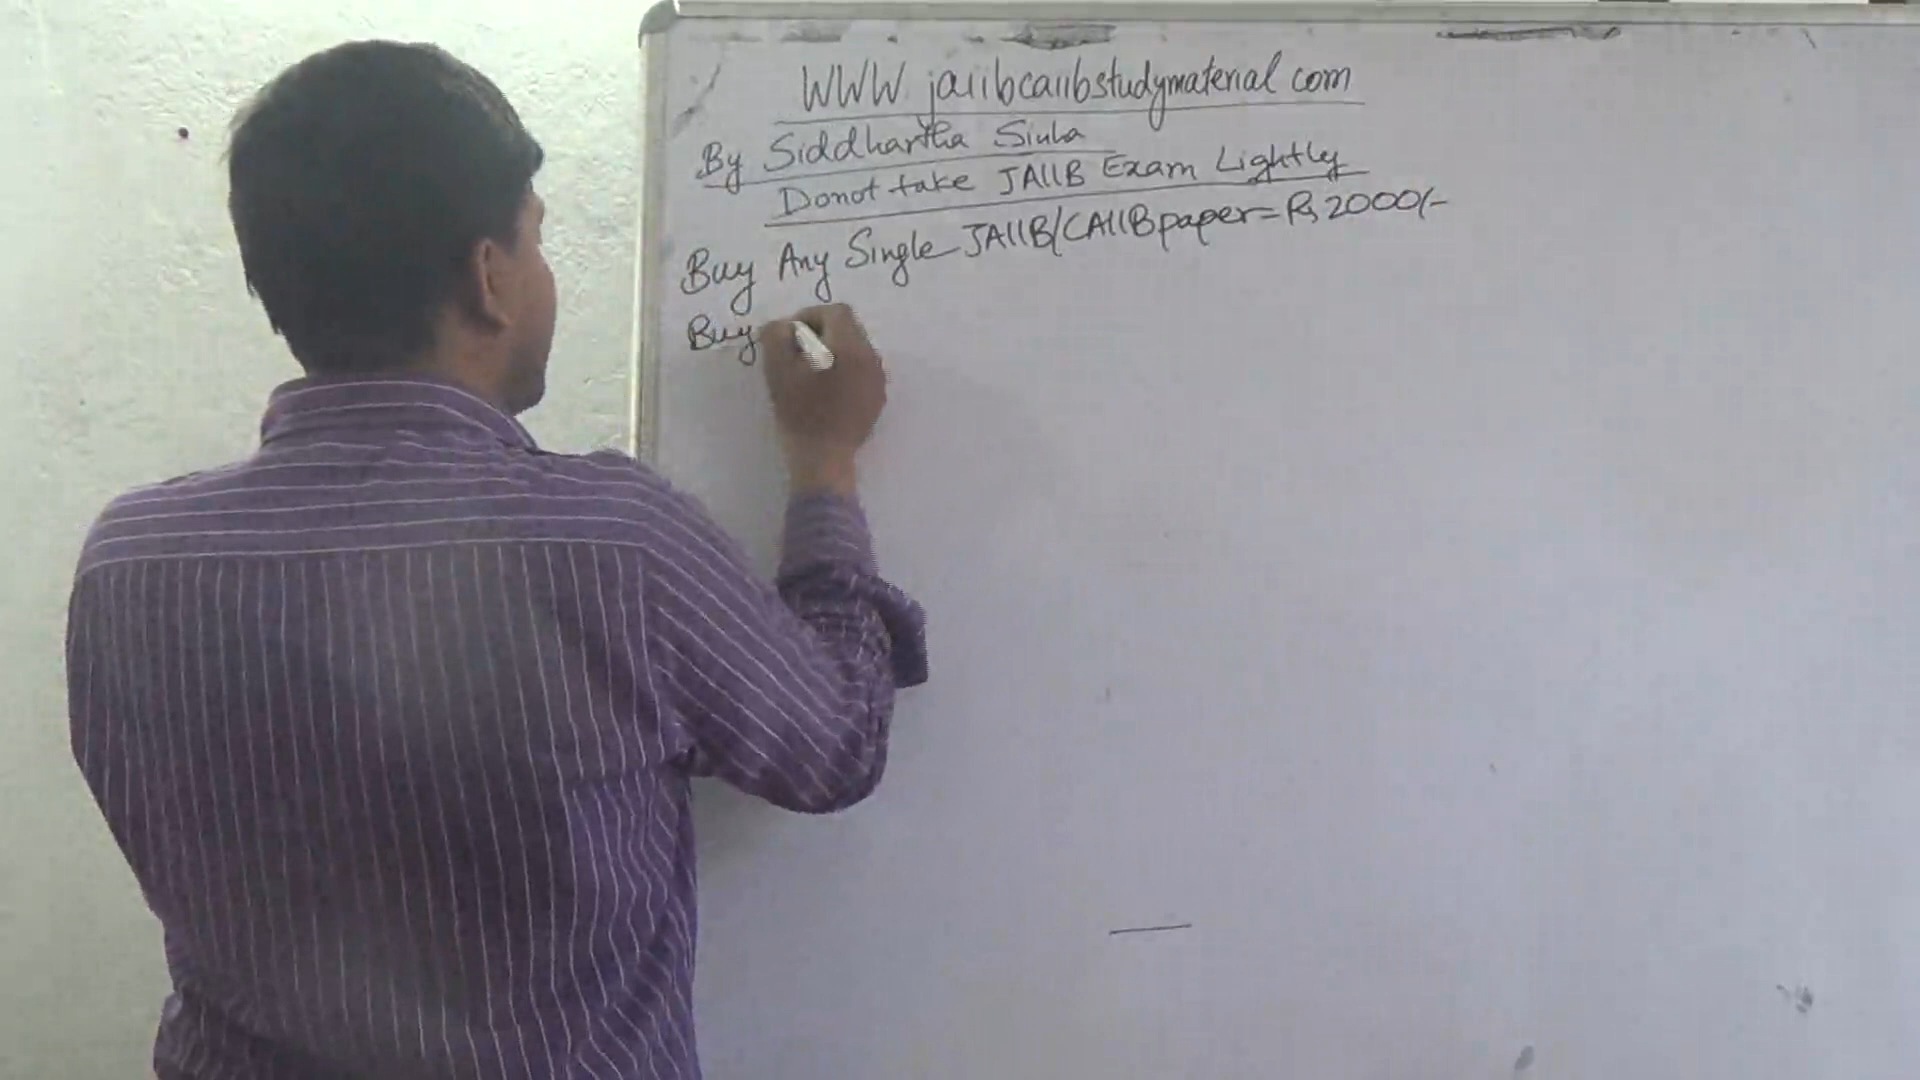 WWW. jaiibcaiibstudymaterial com
By Siddhartha Sinha
Donot take JAIIB Exam Lightly
Buy Any Single JAIIB/CAIIB paper = Rs 2000/-
Buy